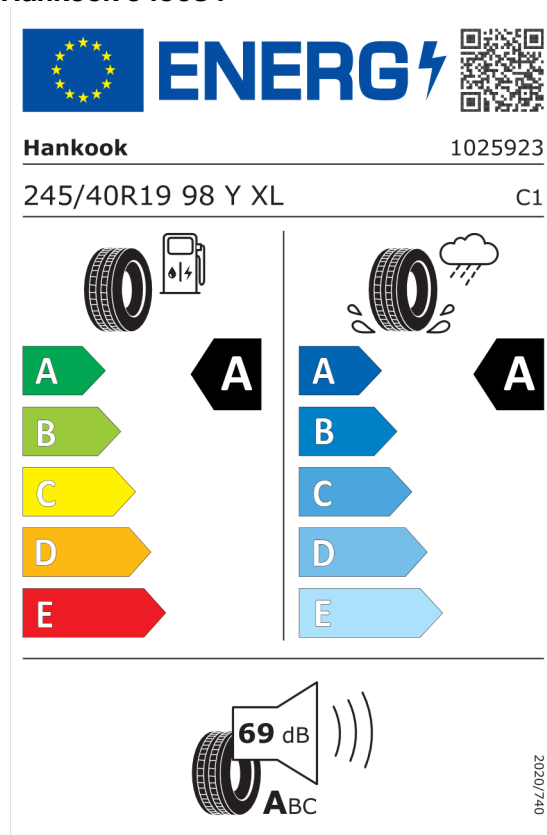 ENERG
Hankook 1025923
245/40R19 98 Y XL C1
A A
A A
B B
C C
D D
E E
69 dB
ABC
2020/740